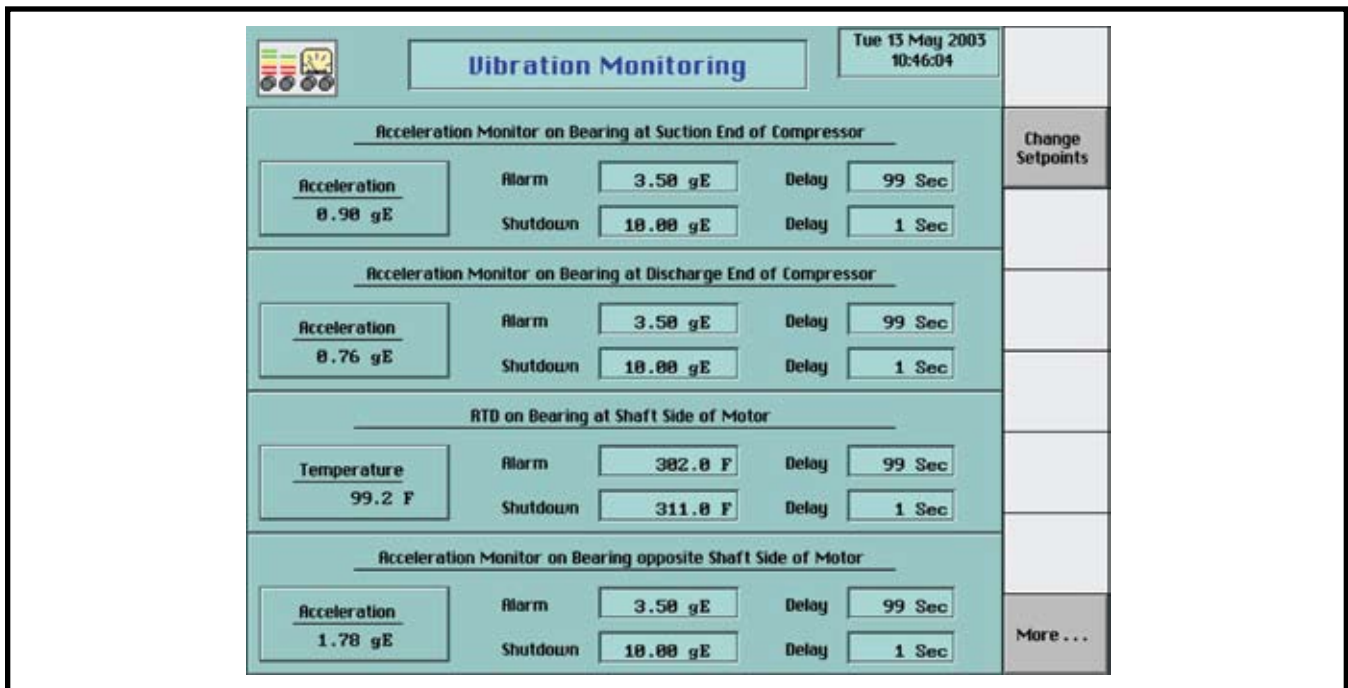 Vibration Monitoring
Tue 13 May 2003
10:46:04
Change
Setpoints
Acceleration Monitor on Bearing at Suction End of Compressor
Acceleration
0.90 gE
Alarm 3.50 gE Delay 99 Sec
Shutdown 10.00 gE Delay 1 Sec
Acceleration Monitor on Bearing at Discharge End of Compressor
Acceleration
0.76 gE
Alarm 3.50 gE Delay 99 Sec
Shutdown 10.00 gE Delay 1 Sec
RTD on Bearing at Shaft Side of Motor
Temperature
99.2 F
Alarm 302.0 F Delay 99 Sec
Shutdown 311.0 F Delay 1 Sec
Acceleration Monitor on Bearing opposite Shaft Side of Motor
Acceleration
1.78 gE
Alarm 3.50 gE Delay 99 Sec
Shutdown 10.00 gE Delay 1 Sec
More . . .